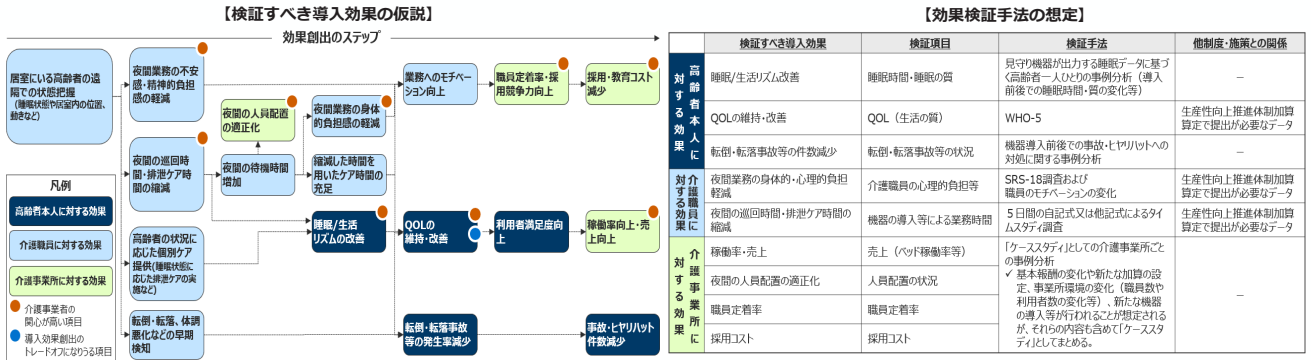 【検証すべき導入効果の仮説】
効果創出のステップ
居室にいる高齢者の遠
隔での状態把握
(睡眠状態や居室内の位置、
動きなど)
夜間業務の不安
感・精神的負担
感の軽減
夜間の巡回時
間・排泄ケア時
間の縮減
高齢者の状況に
応じた個別ケア
提供(睡眠状態に
応じた排泄ケアの実
施など)
転倒・転落、体調
悪化などの早期
検知
夜間の人員配置
の適正化
夜間の待機時間
増加
夜間業務の身体
的負担感の軽減
縮減した時間を
用いたケア時間の
充足
睡眠/生活
リズムの改善
業務へのモチベー
ション向上
QOLの
維持・改善
転倒・転落事故
等の発生率減少
職員定着率・採
用競争力向上
利用者満足度向
上
採用・教育コスト
減少
稼働率向上・売
上向上
事故・ヒヤリハット
件数減少
凡例
高齢者本人に対する効果
介護職員に対する効果
介護事業所に対する効果
介護事業者の
関心が高い項目
導入効果創出の
トレードオフになりうる項目
【効果検証手法の想定】
検証すべき導入効果 検証項目 検証手法 他制度・施策との関係
高齢者本人に
対する効果
睡眠/生活リズム改善 睡眠時間・睡眠の質
見守り機器が出力する睡眠データに基づ
く高齢者一人ひとりの事例分析（導入
前後での睡眠時間・質の変化等）
－
QOLの維持・改善 QOL（生活の質） WHO-5
生産性向上推進体制加算
算定で提出が必要なデータ
転倒・転落事故等の件数減少 転倒・転落事故等の状況
機器導入前後での事故・ヒヤリハットへの
対処に関する事例分析
－
介護職員に
対する効果
夜間業務の身体的・心理的負担
軽減
介護職員の心理的負担等
SRS-18調査および
職員のモチベーションの変化
生産性向上推進体制加算
算定で提出が必要なデータ
夜間の巡回時間・排泄ケア時間の
縮減
機器の導入等による業務時間
５日間の自記式又は他記式によるタイ
ムスタディ調査
生産性向上推進体制加算
算定で提出が必要なデータ
介護事業所に
対する効果
稼働率・売上 売上（ベッド稼働率等）
夜間の人員配置の適正化 人員配置の状況
職員定着率 職員定着率
採用コスト 採用コスト
「ケーススタディ」としての介護事業所ごと
の事例分析
✓ 基本報酬の変化や新たな加算の設
定、事業所環境の変化（職員数や
利用者数の変化等）、新たな機器
の導入等が行われることが想定される
が、それらの内容も含めて「ケーススタ
ディ」としてまとめる。
－